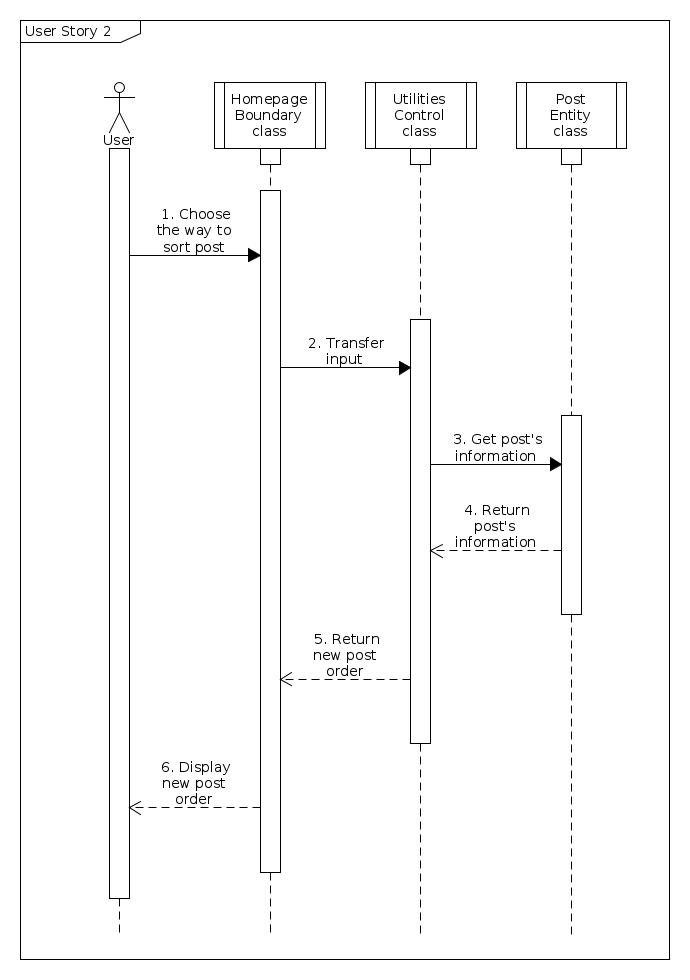 User Story 2
User
Homepage
Boundary
class
Utilities
Control
class
Post
Entity
class
1. Choose
the way to
sort post
2. Transfer
input
3. Get post's
information
4. Return
post's
information
5. Return
new post
order
6. Display
new post
order